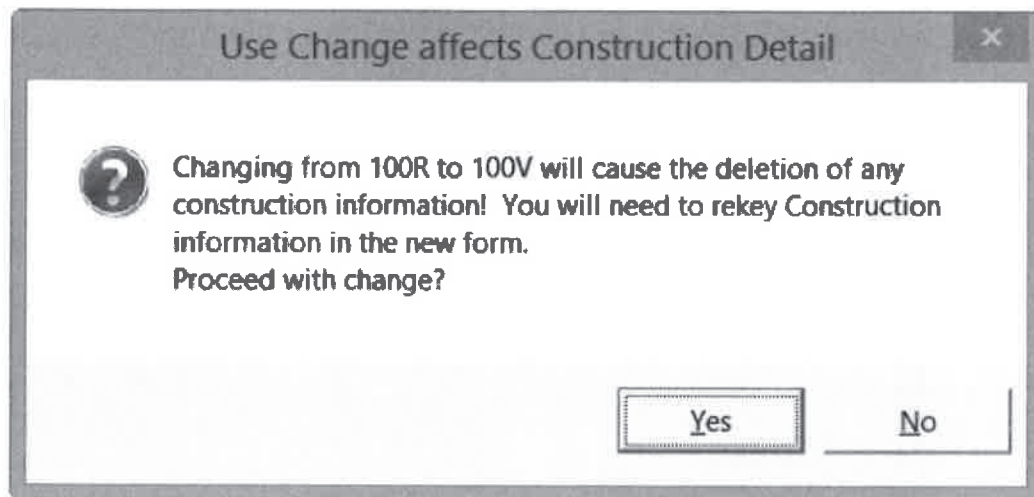 Use Change affects Construction Detail
Changing from 100R to 100V will cause the deletion of any
construction information! You will need to rekey Construction
information in the new form.
Proceed with change?
Yes
No